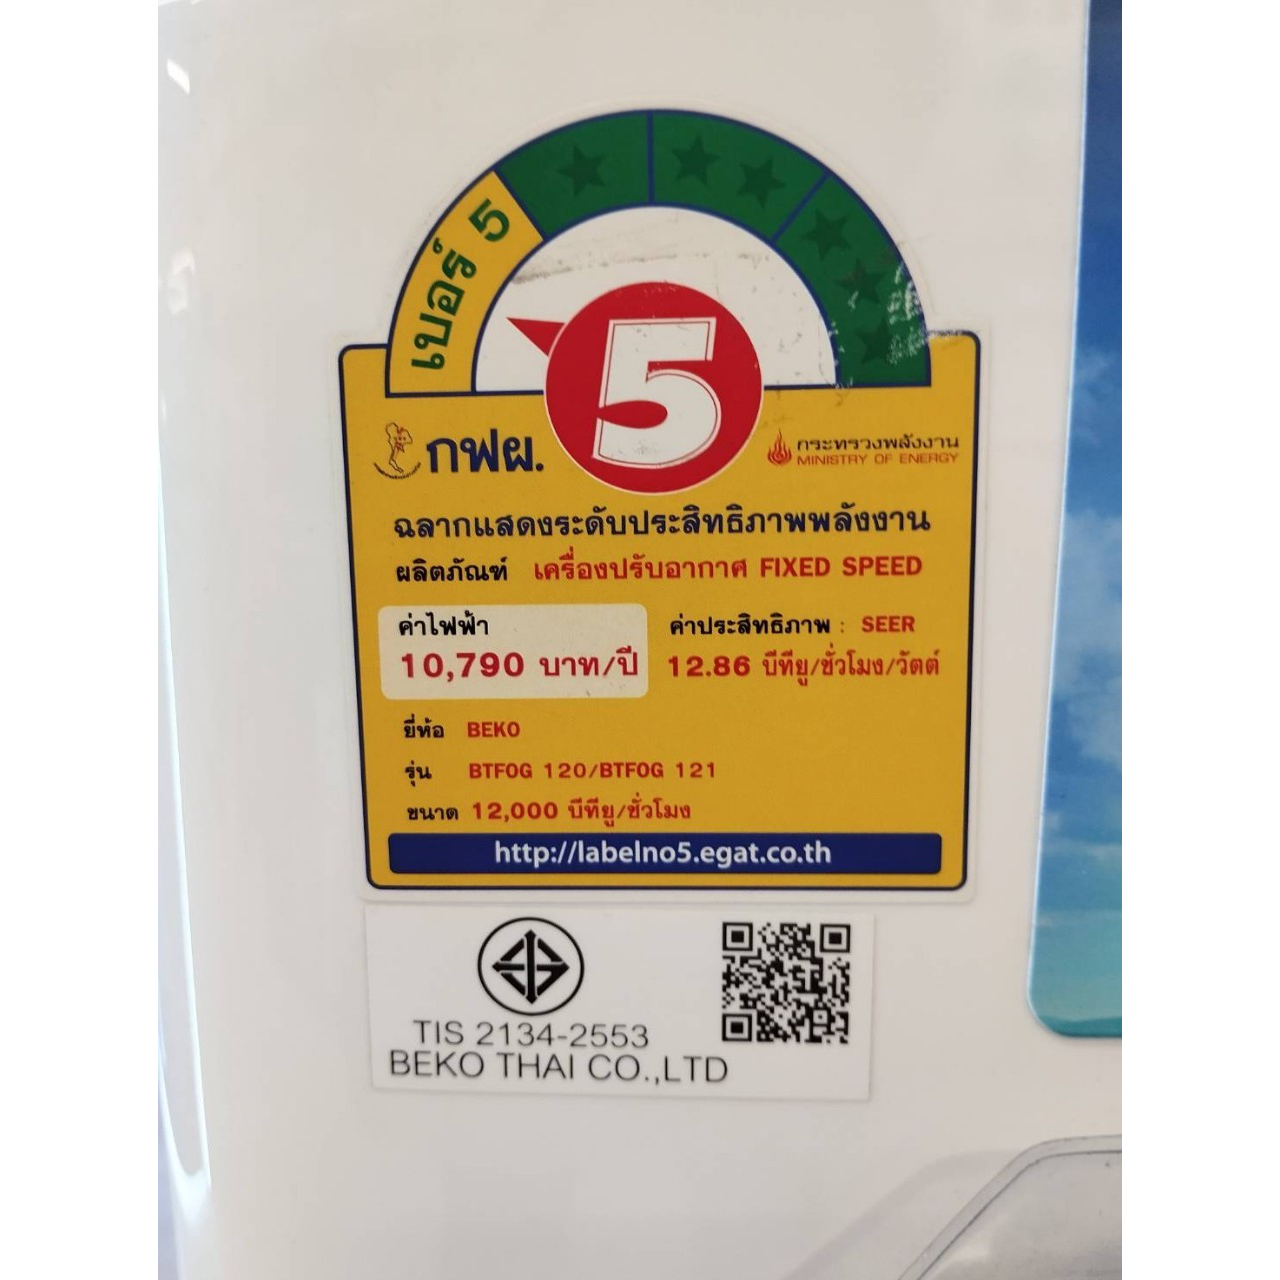 เบอร์ 5
5
กฟผ.
กระทรวงพลังงาน
MINISTRY OF ENERGY
ฉลากแสดงระดับประสิทธิภาพพลังงาน
ผลิตภัณฑ์ เครื่องปรับอากาศ FIXED SPEED
ค่าไฟฟ้า ค่าประสิทธิภาพ : SEER
10,790 บาท/ปี 12.86 บีทียู/ชั่วโมง/วัตต์
ยี่ห้อ BEKO
รุ่น BTFOG 120/BTFOG 121
ขนาด 12,000 บีทียู/ชั่วโมง
http://labelno5.egat.co.th
TIS 2134-2553
BEKO THAI CO.,LTD